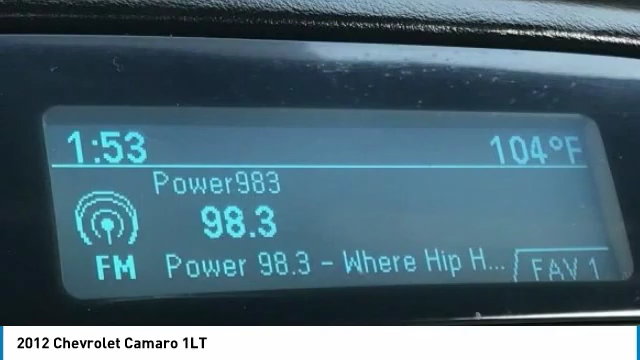 1:53 104°F
Power983
98.3
FM Power 98.3 - Where Hip H... FAV 1
2012 Chevrolet Camaro 1LT